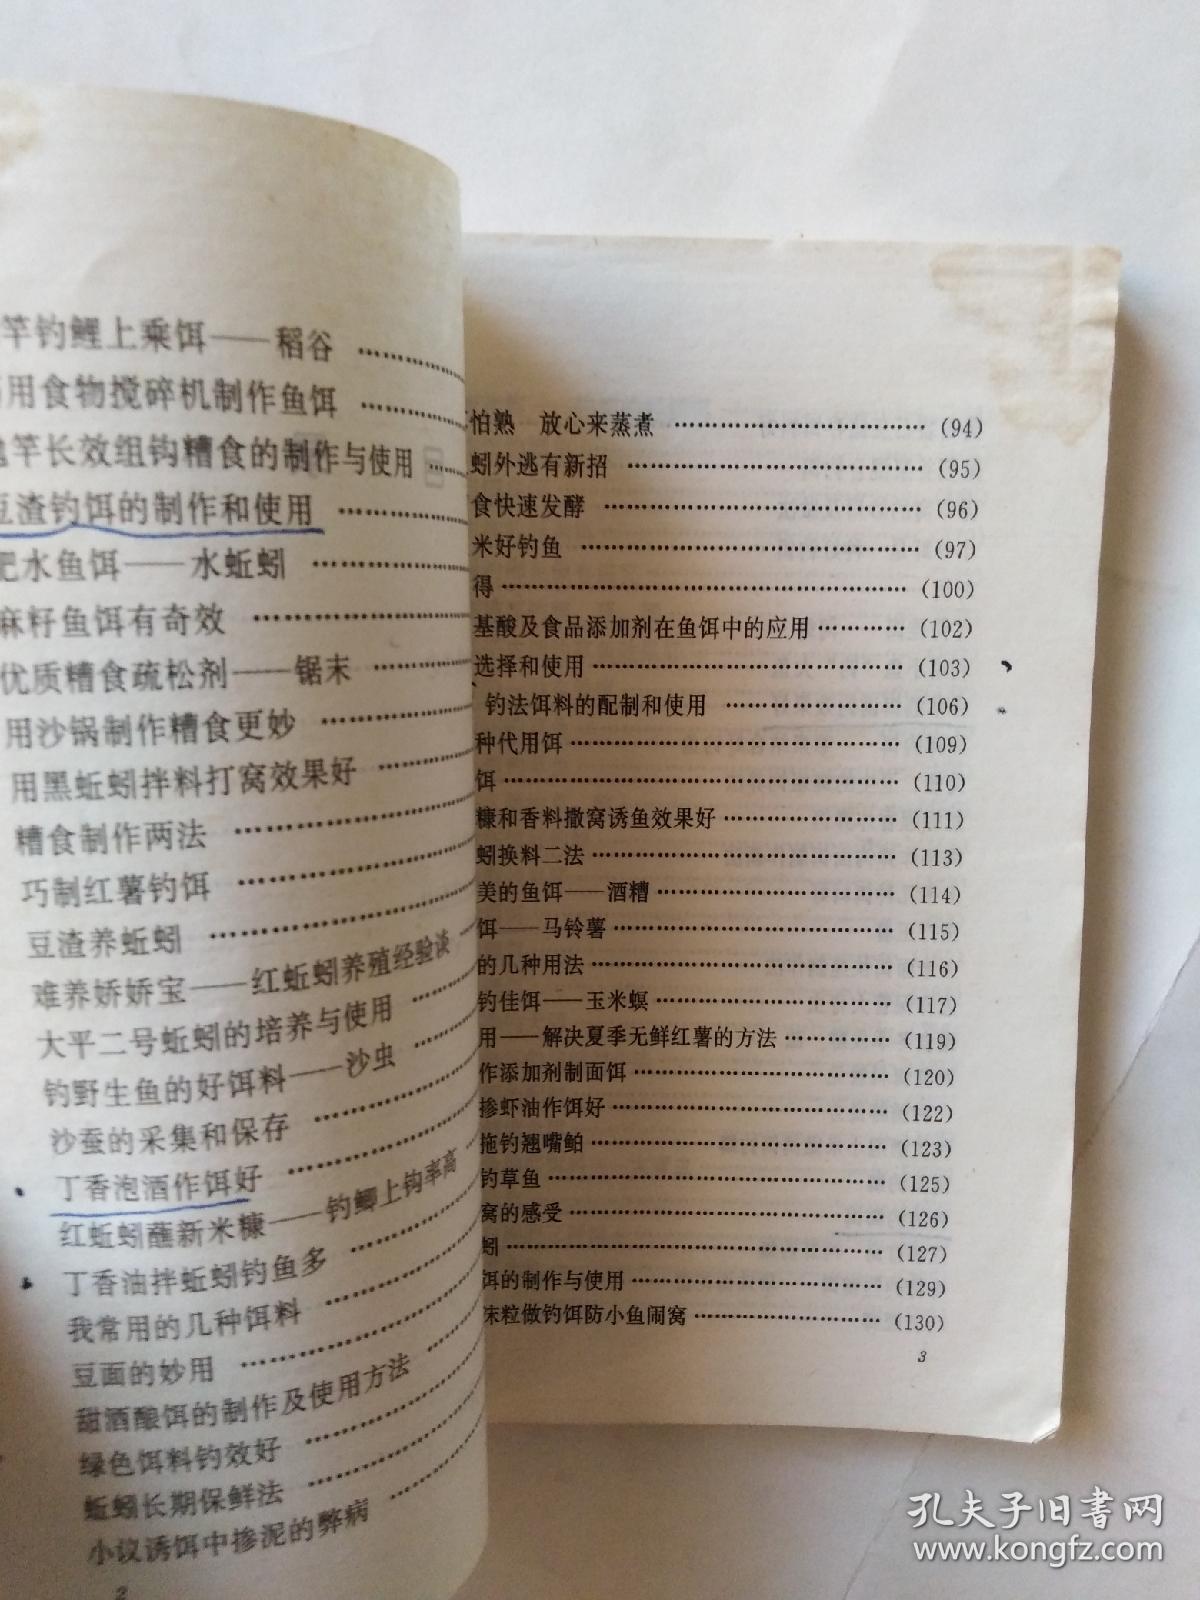 竿钓鲤上乘饵——稻谷 ………
用食物搅碎机制作鱼饵 ………
竿长效组钩糟食的制作与使用 ……
豆渣钓饵的制作和使用 ………
肥水鱼饵——水蚯蚓 ………
麻籽鱼饵有奇效 ………
优质糟食疏松剂——锯末 ………
用沙锅制作糟食更妙 ………
用黑蚯蚓拌料打窝效果好 ………
糟食制作两法 ………
巧制红薯钓饵 ………
豆渣养蚯蚓 ………
难养娇娇宝——红蚯蚓养殖经验谈
大平二号蚯蚓的培养与使用 ………
钓野生鱼的好饵料——沙虫 ………
沙蚕的采集和保存 ………
丁香泡酒作饵好 ………
红蚯蚓蘸新米糠——钓鲫上钩率高
丁香油拌蚯蚓钓鱼多 ………
我常用的几种饵料 ………
豆面的妙用 ………
甜酒酿饵的制作及使用方法 ………
绿色饵料钓效好 ………
蚯蚓长期保鲜法 ………
小议诱饵中掺泥的弊病 ………
2
怕熟 放心来蒸煮 ………(94)
蚓外逃有新招 ………(95)
食快速发酵 ………(96)
米好钓鱼 ………(97)
得………(100)
基酸及食品添加剂在鱼饵中的应用………(102)
选择和使用………(103)
钓法饵料的配制和使用 ………(106)
种代用饵………(109)
饵………(110)
糠和香料撒窝诱鱼效果好………(111)
蚓换料二法………(113)
美的鱼饵——酒糟………(114)
饵——马铃薯………(115)
的几种用法………(116)
钓佳饵——玉米螟………(117)
用——解决夏季无鲜红薯的方法………(119)
作添加剂制面饵………(120)
掺虾油作饵好………(122)
拖钓翘嘴鲌………(123)
钓草鱼………(125)
窝的感受………(126)
蚓………(127)
饵的制作与使用………(129)
粒做钓饵防小鱼闹窝………(130)
3
孔夫子旧书网
www.kongfz.com